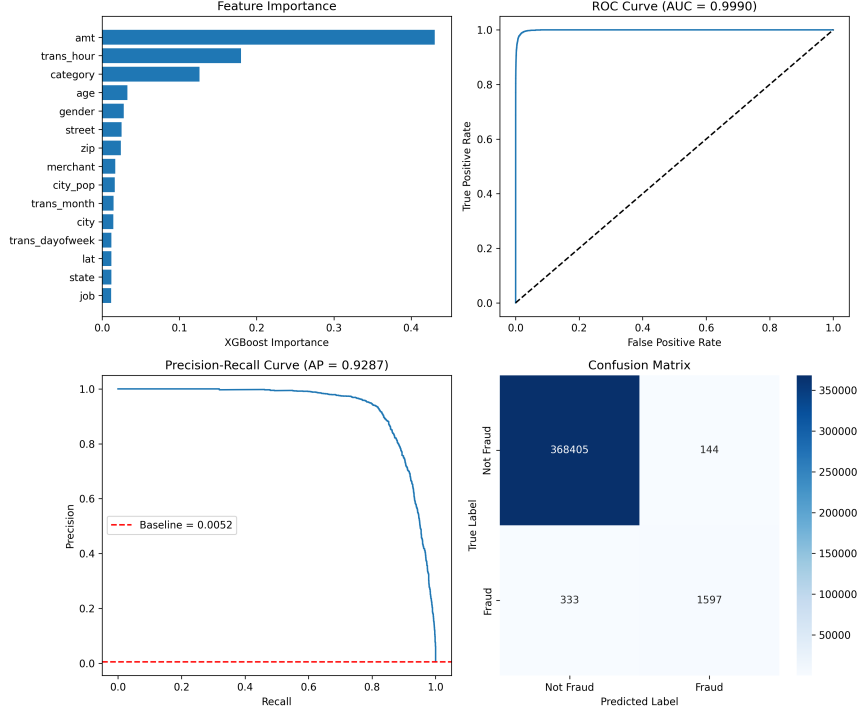 Feature Importance
amt
trans_hour
category
age
gender
street
zip
merchant
city_pop
trans_month
city
trans_dayofweek
lat
state
job
0.0 0.1 0.2 0.3 0.4
XGBoost Importance
ROC Curve (AUC = 0.9990)
True Positive Rate
1.0
0.8
0.6
0.4
0.2
0.0
0.0 0.2 0.4 0.6 0.8 1.0
False Positive Rate
Precision-Recall Curve (AP = 0.9287)
Precision
1.0
0.8
0.6
0.4
0.2
0.0
Baseline = 0.0052
0.0 0.2 0.4 0.6 0.8 1.0
Recall
Confusion Matrix
True Label
Not Fraud
Fraud
368405 144
333 1597
Not Fraud Fraud
Predicted Label
350000
300000
250000
200000
150000
100000
50000